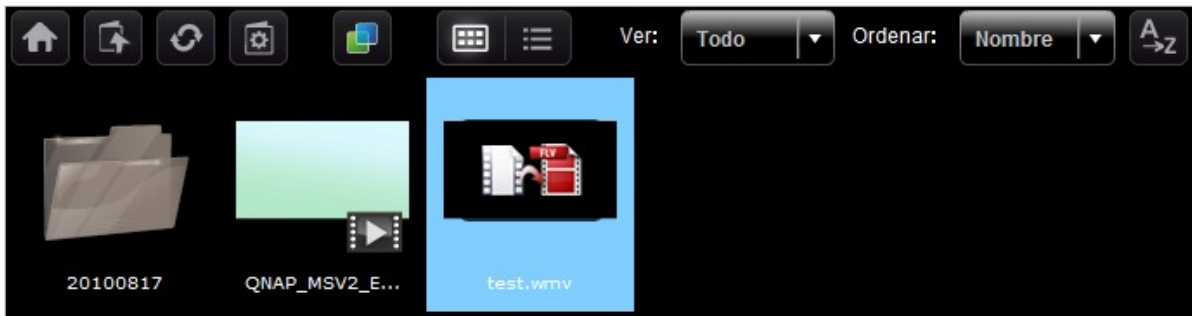 Ver: Todo Ordenar: Nombre A→Z
FLV
20100817 QNAP_MSV2_E... test.wmv